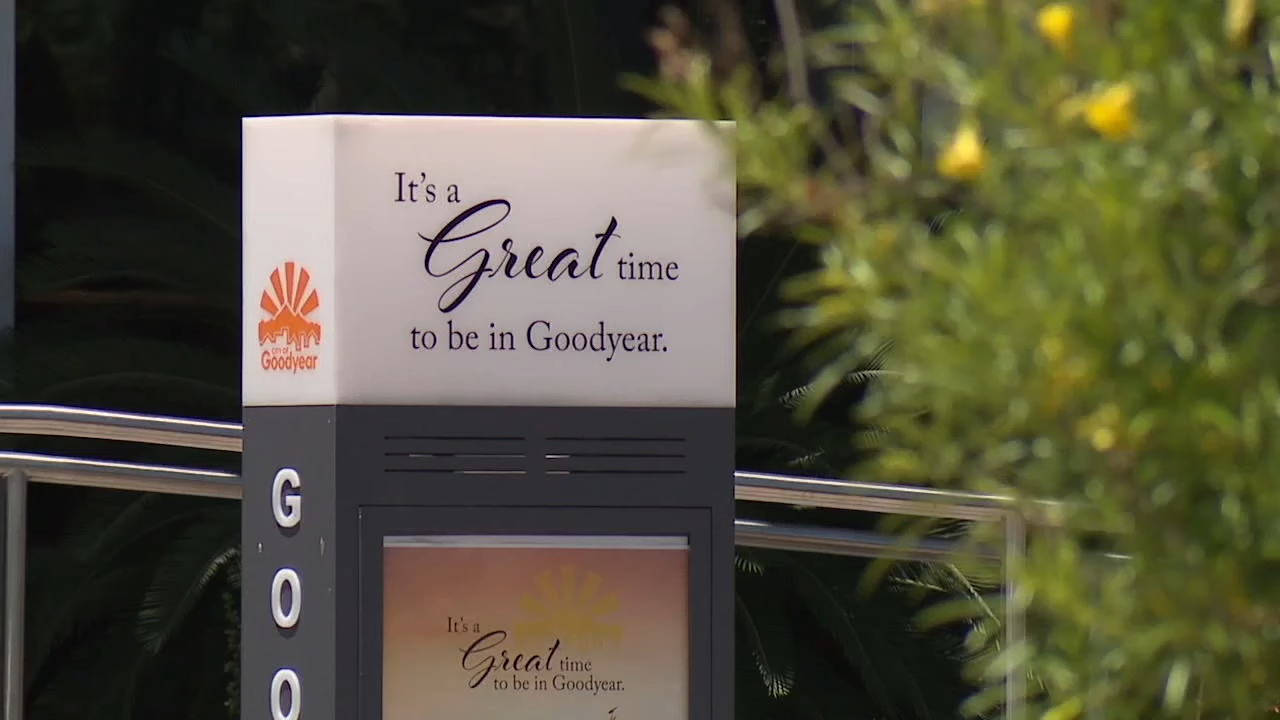 It's a
Great time
to be in Goodyear.
CITY OF
Goodyear
G
O
O
It's a
Great time
to be in Goodyear.